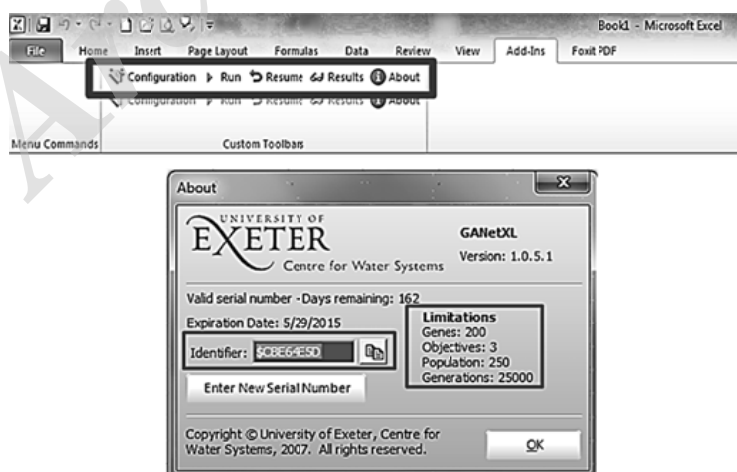 Book1 - Microsoft Excel
File Home Insert Page Layout Formulas Data Review View Add-Ins Foxit PDF
Configuration Run Resume Results About
Configuration Run Resume Results About
Menu Commands Custom Toolbars
About
UNIVERSITY OF
EXETER
Centre for Water Systems
GANetXL
Version: 1.0.5.1
Valid serial number - Days remaining: 162
Expiration Date: 5/29/2015
Identifier:
Limitations
Genes: 200
Objectives: 3
Population: 250
Generations: 25000
Enter New Serial Number
Copyright © University of Exeter, Centre for
Water Systems, 2007. All rights reserved.
OK